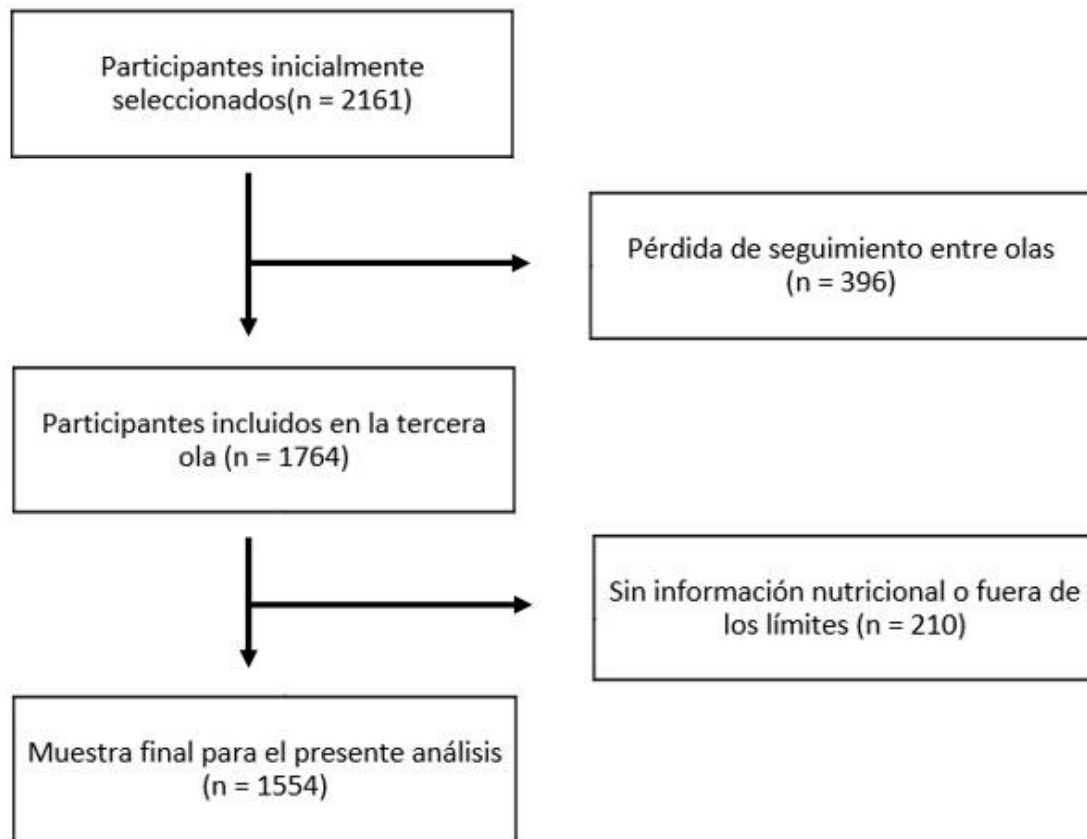 Participantes inicialmente
seleccionados(n = 2161)
Pérdida de seguimiento entre olas
(n = 396)
Participantes incluidos en la tercera
ola (n = 1764)
Sin información nutricional o fuera de
los límites (n = 210)
Muestra final para el presente análisis
(n = 1554)